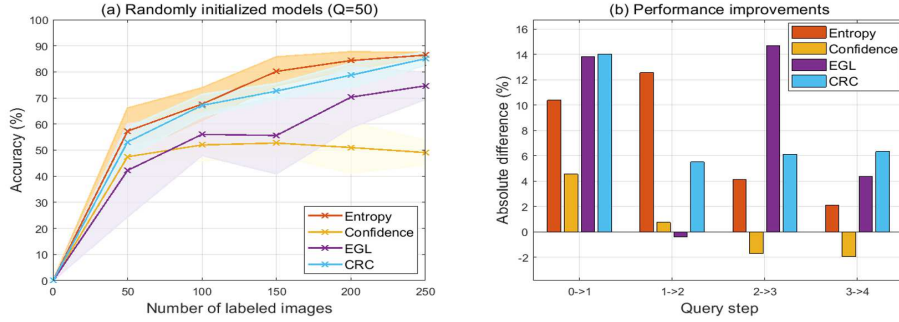 (a) Randomly initialized models (Q=50)
Accuracy (%)
100
90
80
70
60
50
40
30
20
10
0
0 50 100 150 200 250
Number of labeled images
Entropy
Confidence
EGL
CRC
(b) Performance improvements
Absolute difference (%)
16
14
12
10
8
6
4
2
0
-2
0->1 1->2 2->3 3->4
Query step
Entropy
Confidence
EGL
CRC